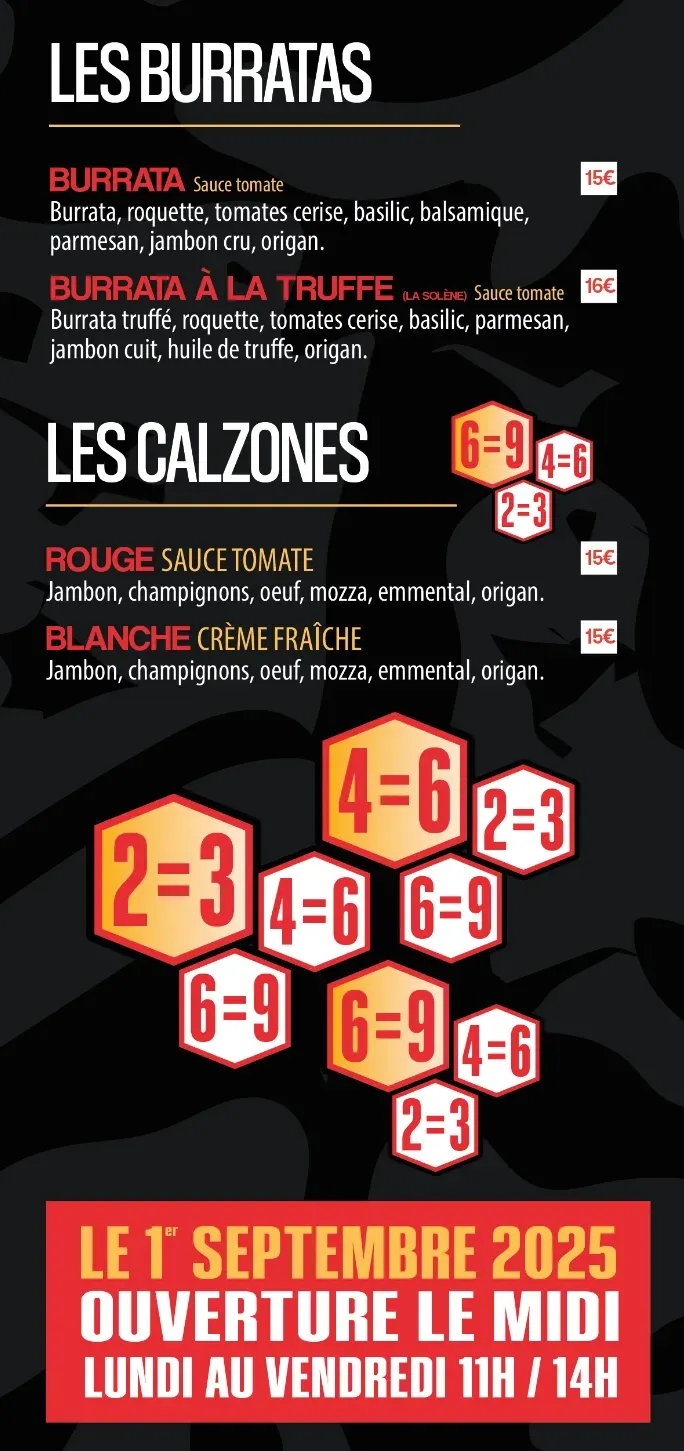 LES BURRATAS
BURRATA Sauce tomate 15€
Burrata, roquette, tomates cerise, basilic, balsamique,
parmesan, jambon cru, origan.
BURRATA À LA TRUFFE (LA SOLÈNE) Sauce tomate 16€
Burrata truffé, roquette, tomates cerise, basilic, parmesan,
jambon cuit, huile de truffe, origan.
LES CALZONES
6=9
4=6
2=3
ROUGE SAUCE TOMATE 15€
Jambon, champignons, oeuf, mozza, emmental, origan.
BLANCHE CRÈME FRAÎCHE 15€
Jambon, champignons, oeuf, mozza, emmental, origan.
4=6
2=3
2=3
4=6
6=9
6=9
6=9
4=6
2=3
LE 1er SEPTEMBRE 2025
OUVERTURE LE MIDI
LUNDI AU VENDREDI 11H / 14H